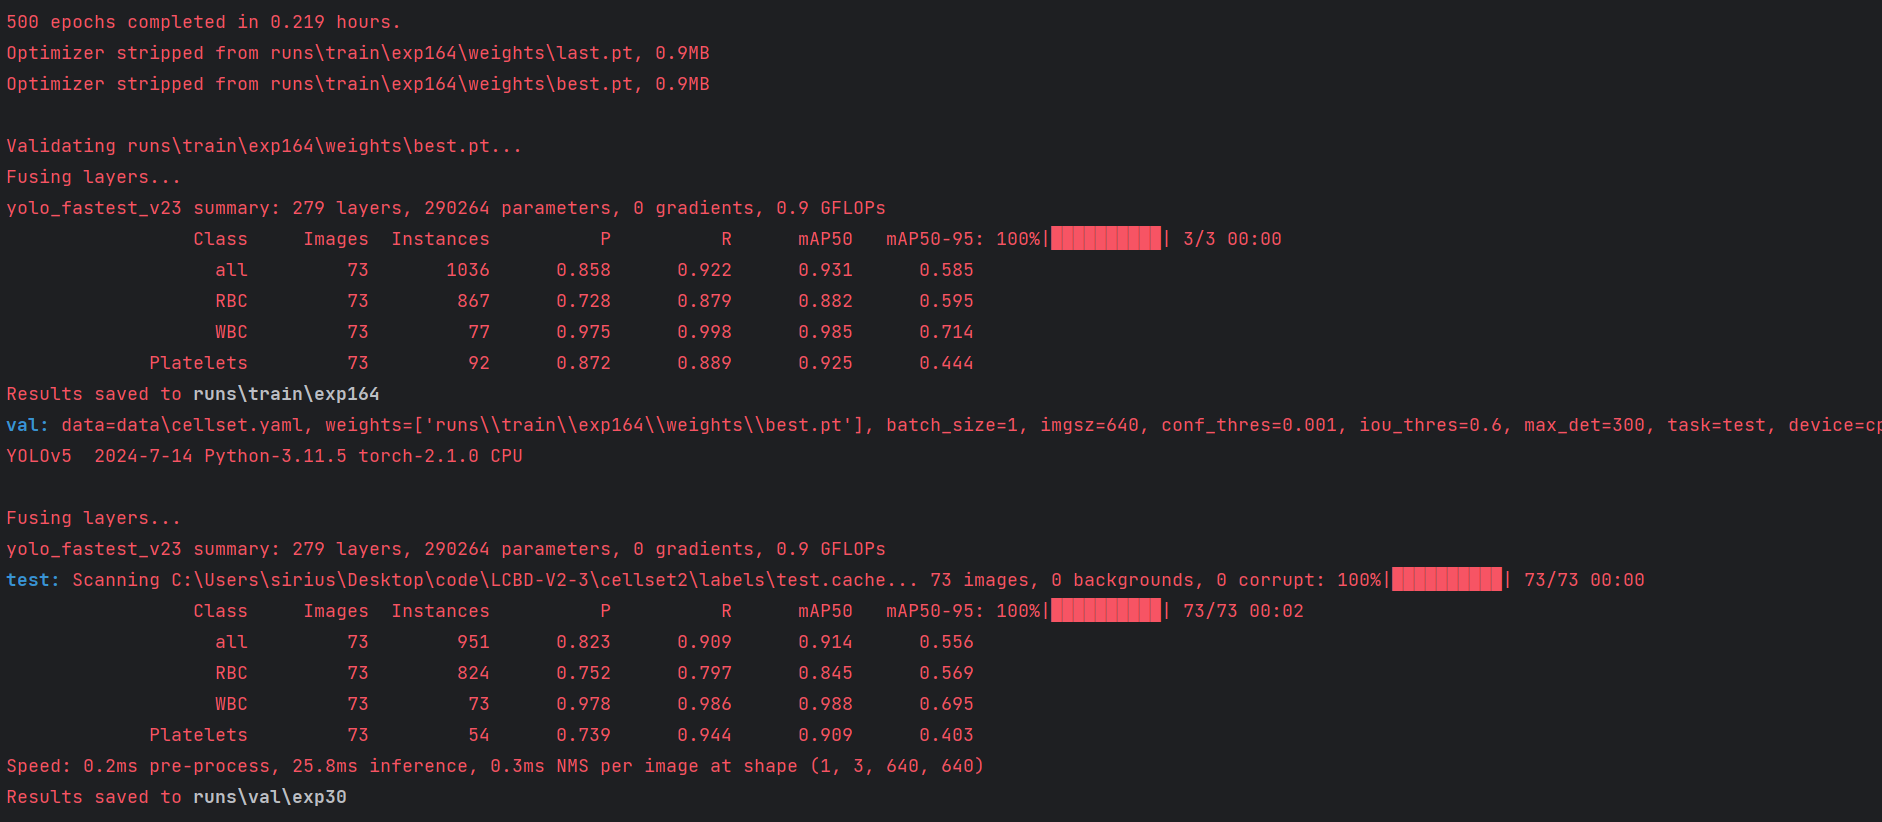 500 epochs completed in 0.219 hours.
Optimizer stripped from runs\train\exp164\weights\last.pt, 0.9MB
Optimizer stripped from runs\train\exp164\weights\best.pt, 0.9MB
Validating runs\train\exp164\weights\best.pt...
Fusing layers...
yolo_fastest_v23 summary: 279 layers, 290264 parameters, 0 gradients, 0.9 GFLOPs
Class Images Instances P R mAP50 mAP50-95: 100%|██████████| 3/3 00:00
all 73 1036 0.858 0.922 0.931 0.585
RBC 73 867 0.728 0.879 0.882 0.595
WBC 73 77 0.975 0.998 0.985 0.714
Platelets 73 92 0.872 0.889 0.925 0.444
Results saved to runs\train\exp164
val: data=data\cellset.yaml, weights=['runs\\train\\exp164\\weights\\best.pt'], batch_size=1, imgsz=640, conf_thres=0.001, iou_thres=0.6, max_det=300, task=test, device=cp
YOLOv5  2024-7-14 Python-3.11.5 torch-2.1.0 CPU
Fusing layers...
yolo_fastest_v23 summary: 279 layers, 290264 parameters, 0 gradients, 0.9 GFLOPs
test: Scanning C:\Users\sirius\Desktop\code\LCBD-V2-3\cellset2\labels\test.cache... 73 images, 0 backgrounds, 0 corrupt: 100%|██████████| 73/73 00:00
Class Images Instances P R mAP50 mAP50-95: 100%|██████████| 73/73 00:02
all 73 951 0.823 0.909 0.914 0.556
RBC 73 824 0.752 0.797 0.845 0.569
WBC 73 73 0.978 0.986 0.988 0.695
Platelets 73 54 0.739 0.944 0.909 0.403
Speed: 0.2ms pre-process, 25.8ms inference, 0.3ms NMS per image at shape (1, 3, 640, 640)
Results saved to runs\val\exp30